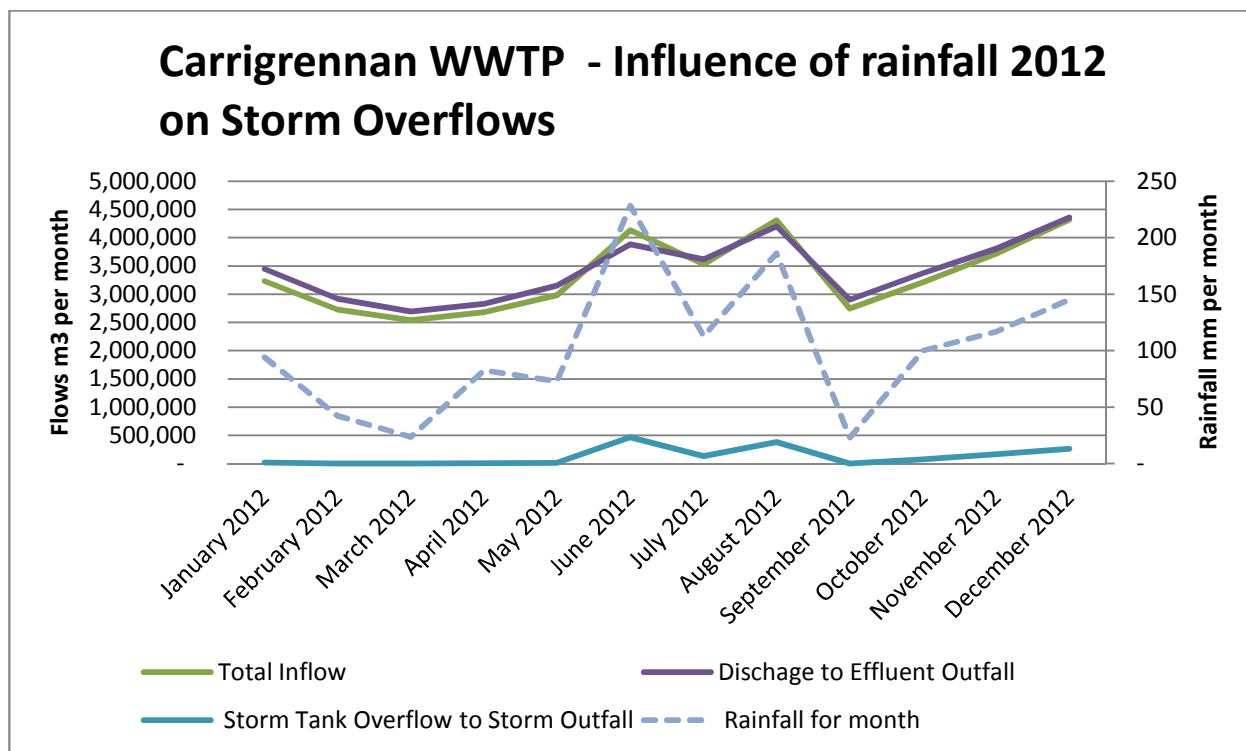 Carrigrennan WWTP - Influence of rainfall 2012
on Storm Overflows
Flows m3 per month
5,000,000
4,500,000
4,000,000
3,500,000
3,000,000
2,500,000
2,000,000
1,500,000
1,000,000
500,000
-
250
200
150
100
50
-
Rainfall mm per month
January 2012
February 2012
March 2012
April 2012
May 2012
June 2012
July 2012
August 2012
September 2012
October 2012
November 2012
December 2012
Total Inflow
Dischage to Effluent Outfall
Storm Tank Overflow to Storm Outfall
Rainfall for month